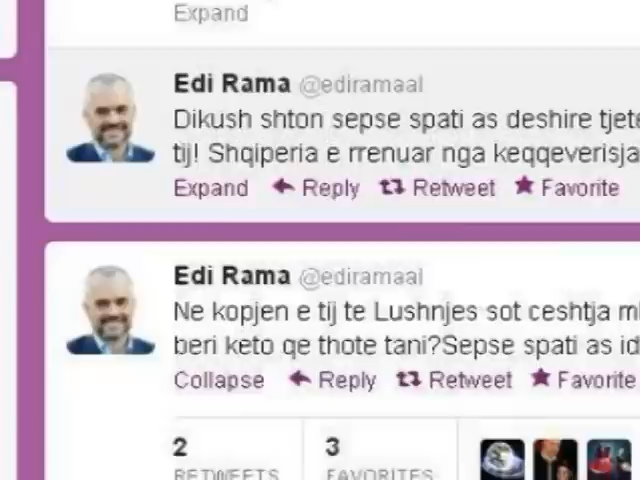 Expand
Edi Rama @ediramaal
Dikush shton sepse spati as deshire tjete
tij! Shqiperia e rrenuar nga keqqeverisja
Expand Reply Retweet Favorite
Edi Rama @ediramaal
Ne kopjen e tij te Lushnjes sot ceshtja
beri keto qe thote tani?Sepse spati as id
Collapse Reply Retweet Favorite
2 3
RETWEETS FAVORITES